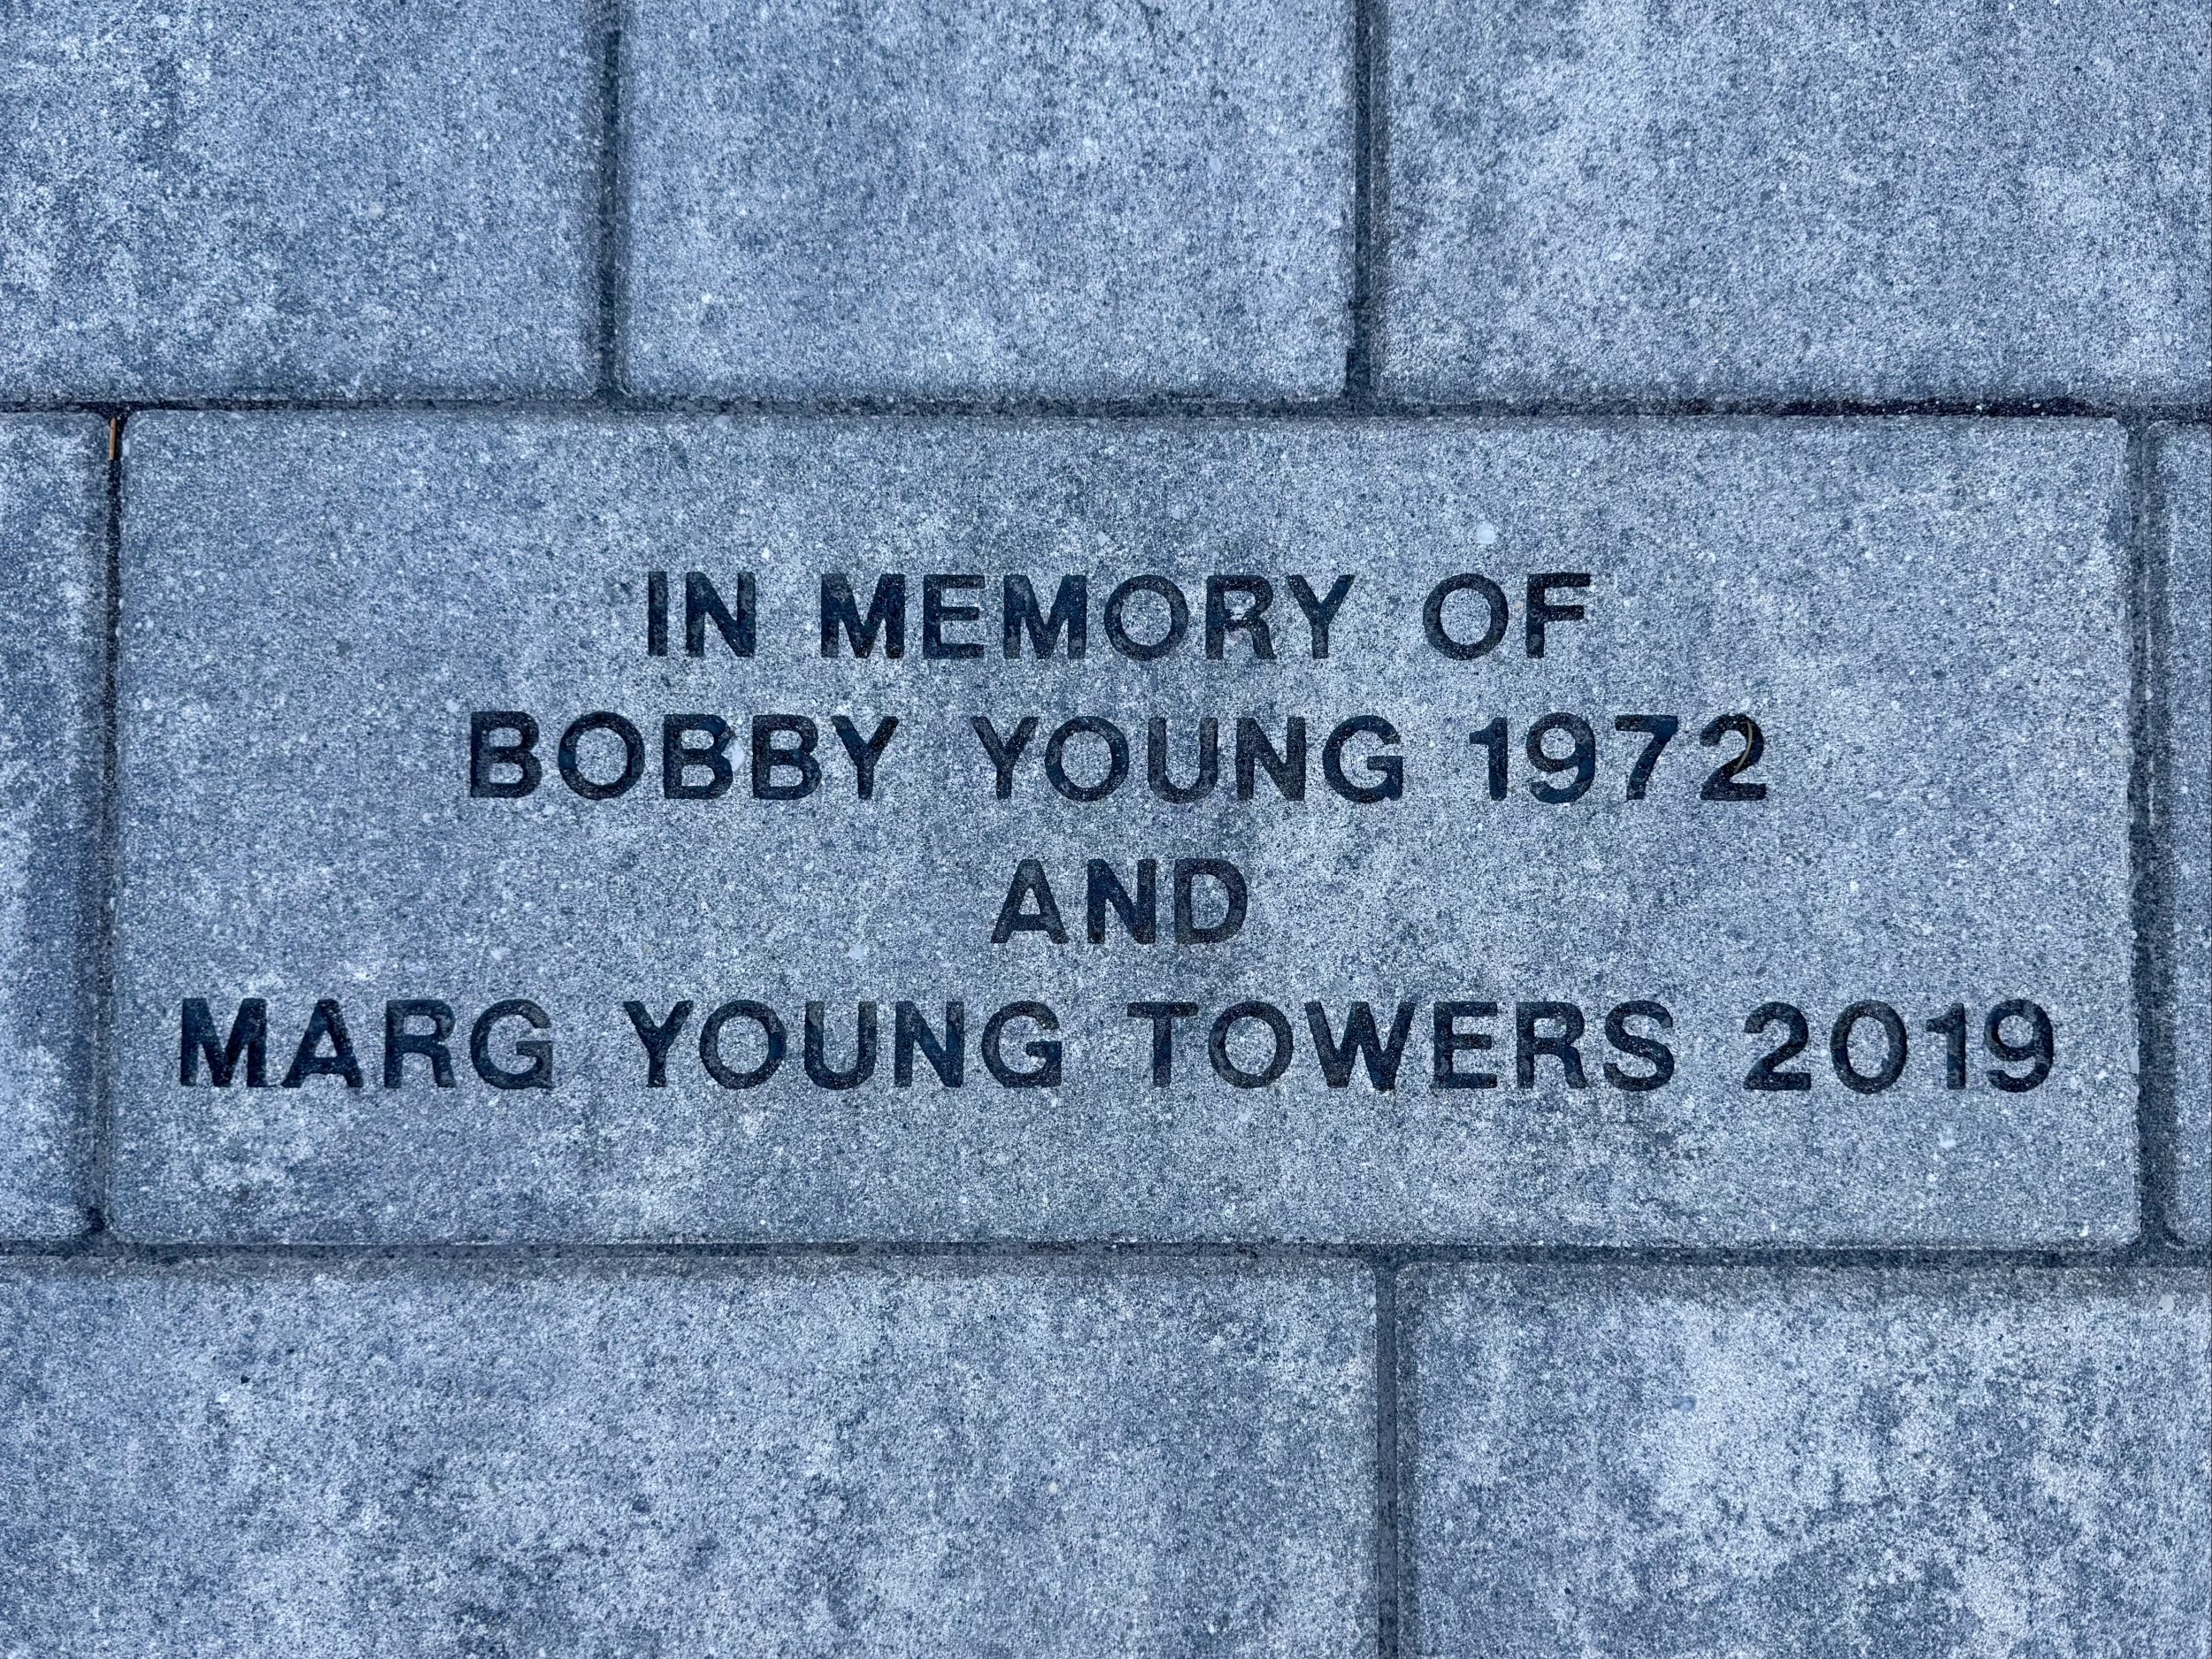 IN MEMORY OF
BOBBY YOUNG 1972
AND
MARG YOUNG TOWERS 2019